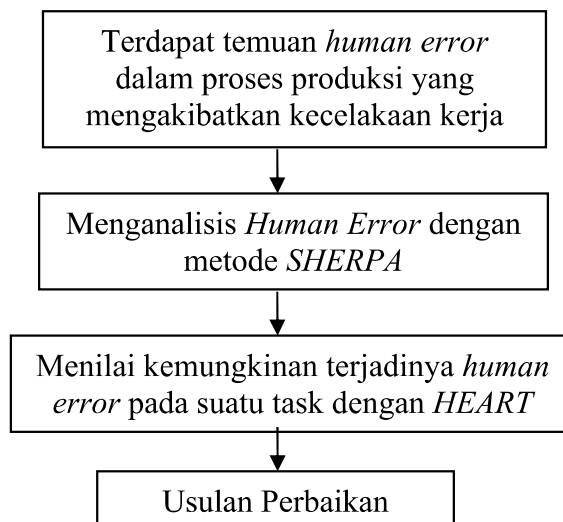 Terdapat temuan human error
dalam proses produksi yang
mengakibatkan kecelakaan kerja
Menganalisis Human Error dengan
metode SHERPA
Menilai kemungkinan terjadinya human
error pada suatu task dengan HEART
Usulan Perbaikan